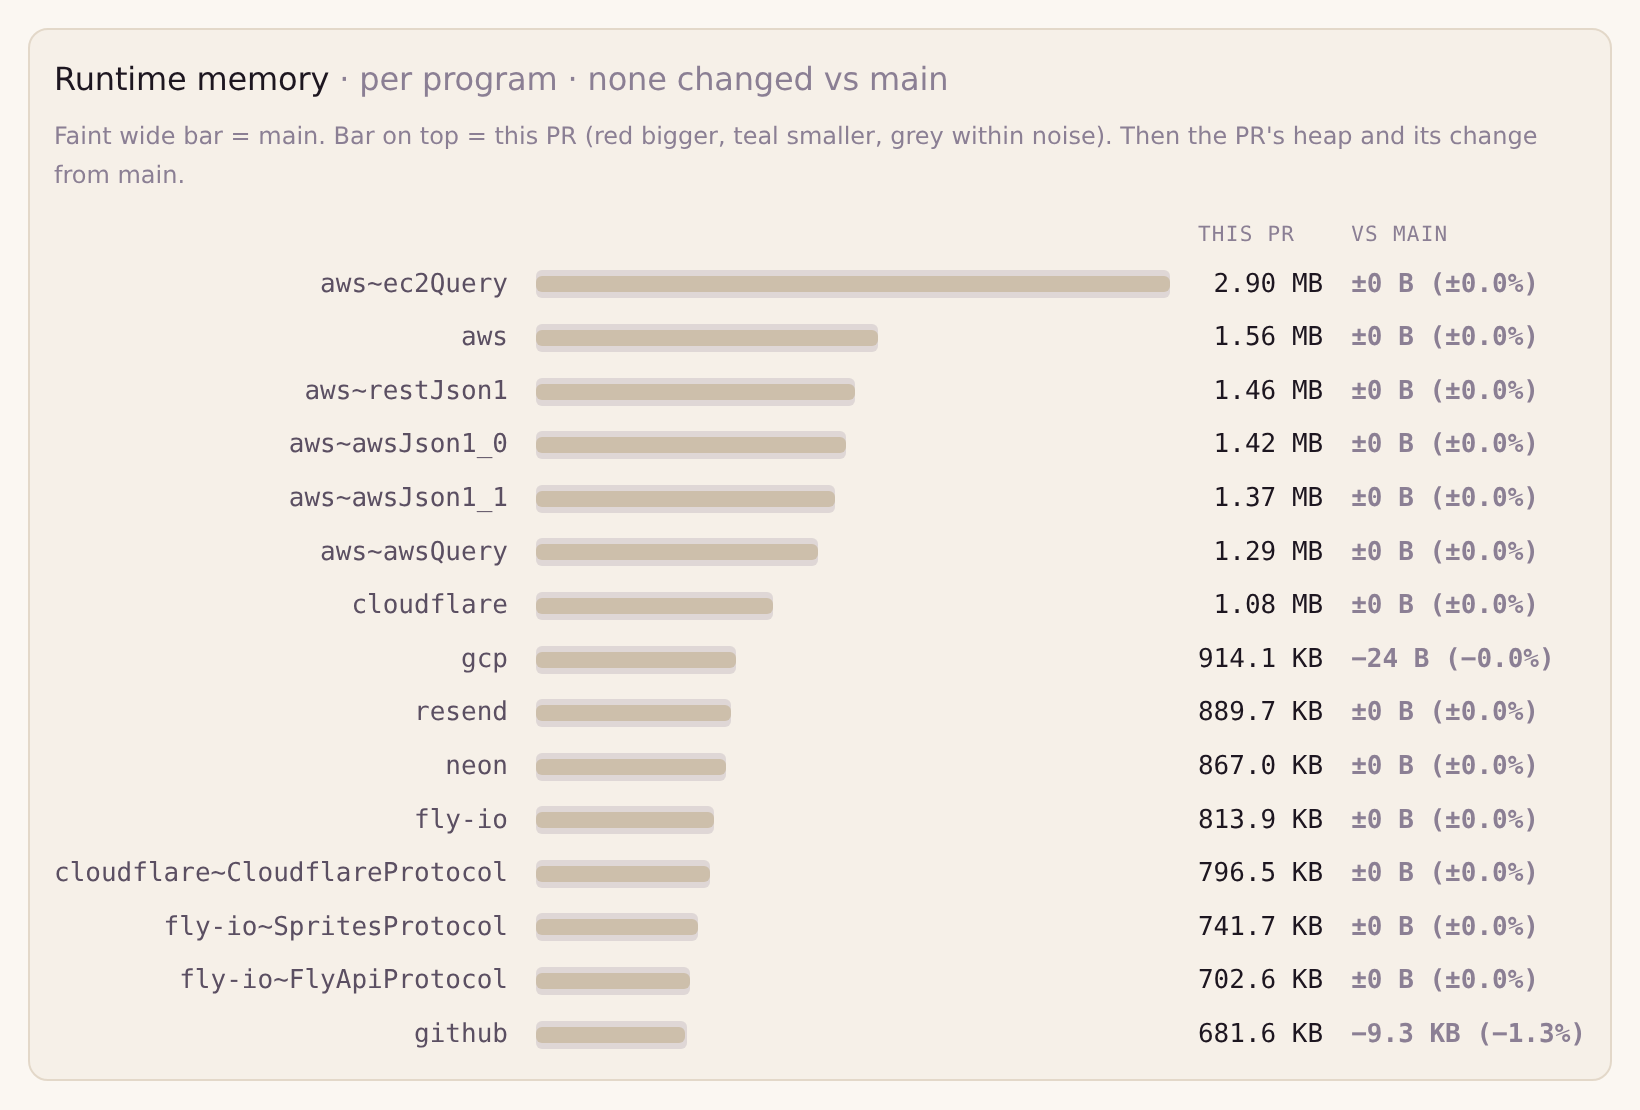 Runtime memory · per program · none changed vs main
Faint wide bar = main. Bar on top = this PR (red bigger, teal smaller, grey within noise). Then the PR's heap and its change
from main.
THIS PR VS MAIN
aws~ec2Query 2.90 MB ±0 B (±0.0%)
aws 1.56 MB ±0 B (±0.0%)
aws~restJson1 1.46 MB ±0 B (±0.0%)
aws~awsJson1_0 1.42 MB ±0 B (±0.0%)
aws~awsJson1_1 1.37 MB ±0 B (±0.0%)
aws~awsQuery 1.29 MB ±0 B (±0.0%)
cloudflare 1.08 MB ±0 B (±0.0%)
gcp 914.1 KB −24 B (−0.0%)
resend 889.7 KB ±0 B (±0.0%)
neon 867.0 KB ±0 B (±0.0%)
fly-io 813.9 KB ±0 B (±0.0%)
cloudflare~CloudflareProtocol 796.5 KB ±0 B (±0.0%)
fly-io~SpritesProtocol 741.7 KB ±0 B (±0.0%)
fly-io~FlyApiProtocol 702.6 KB ±0 B (±0.0%)
github 681.6 KB −9.3 KB (−1.3%)